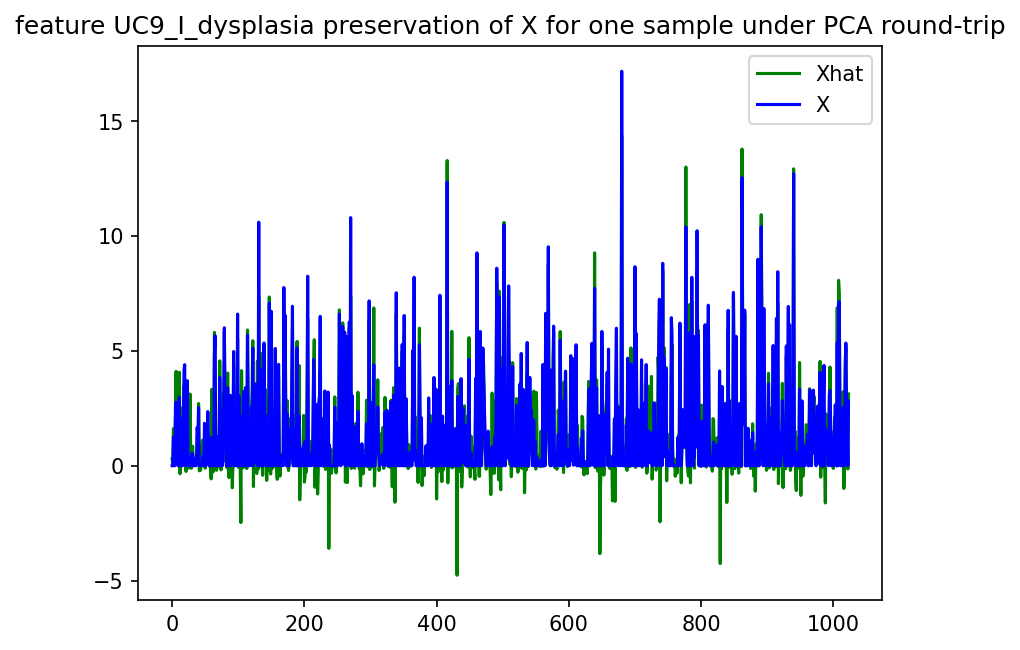 feature UC9_I_dysplasia preservation of X for one sample under PCA round-trip
Xhat
X
15
10
5
0
−5
0 200 400 600 800 1000